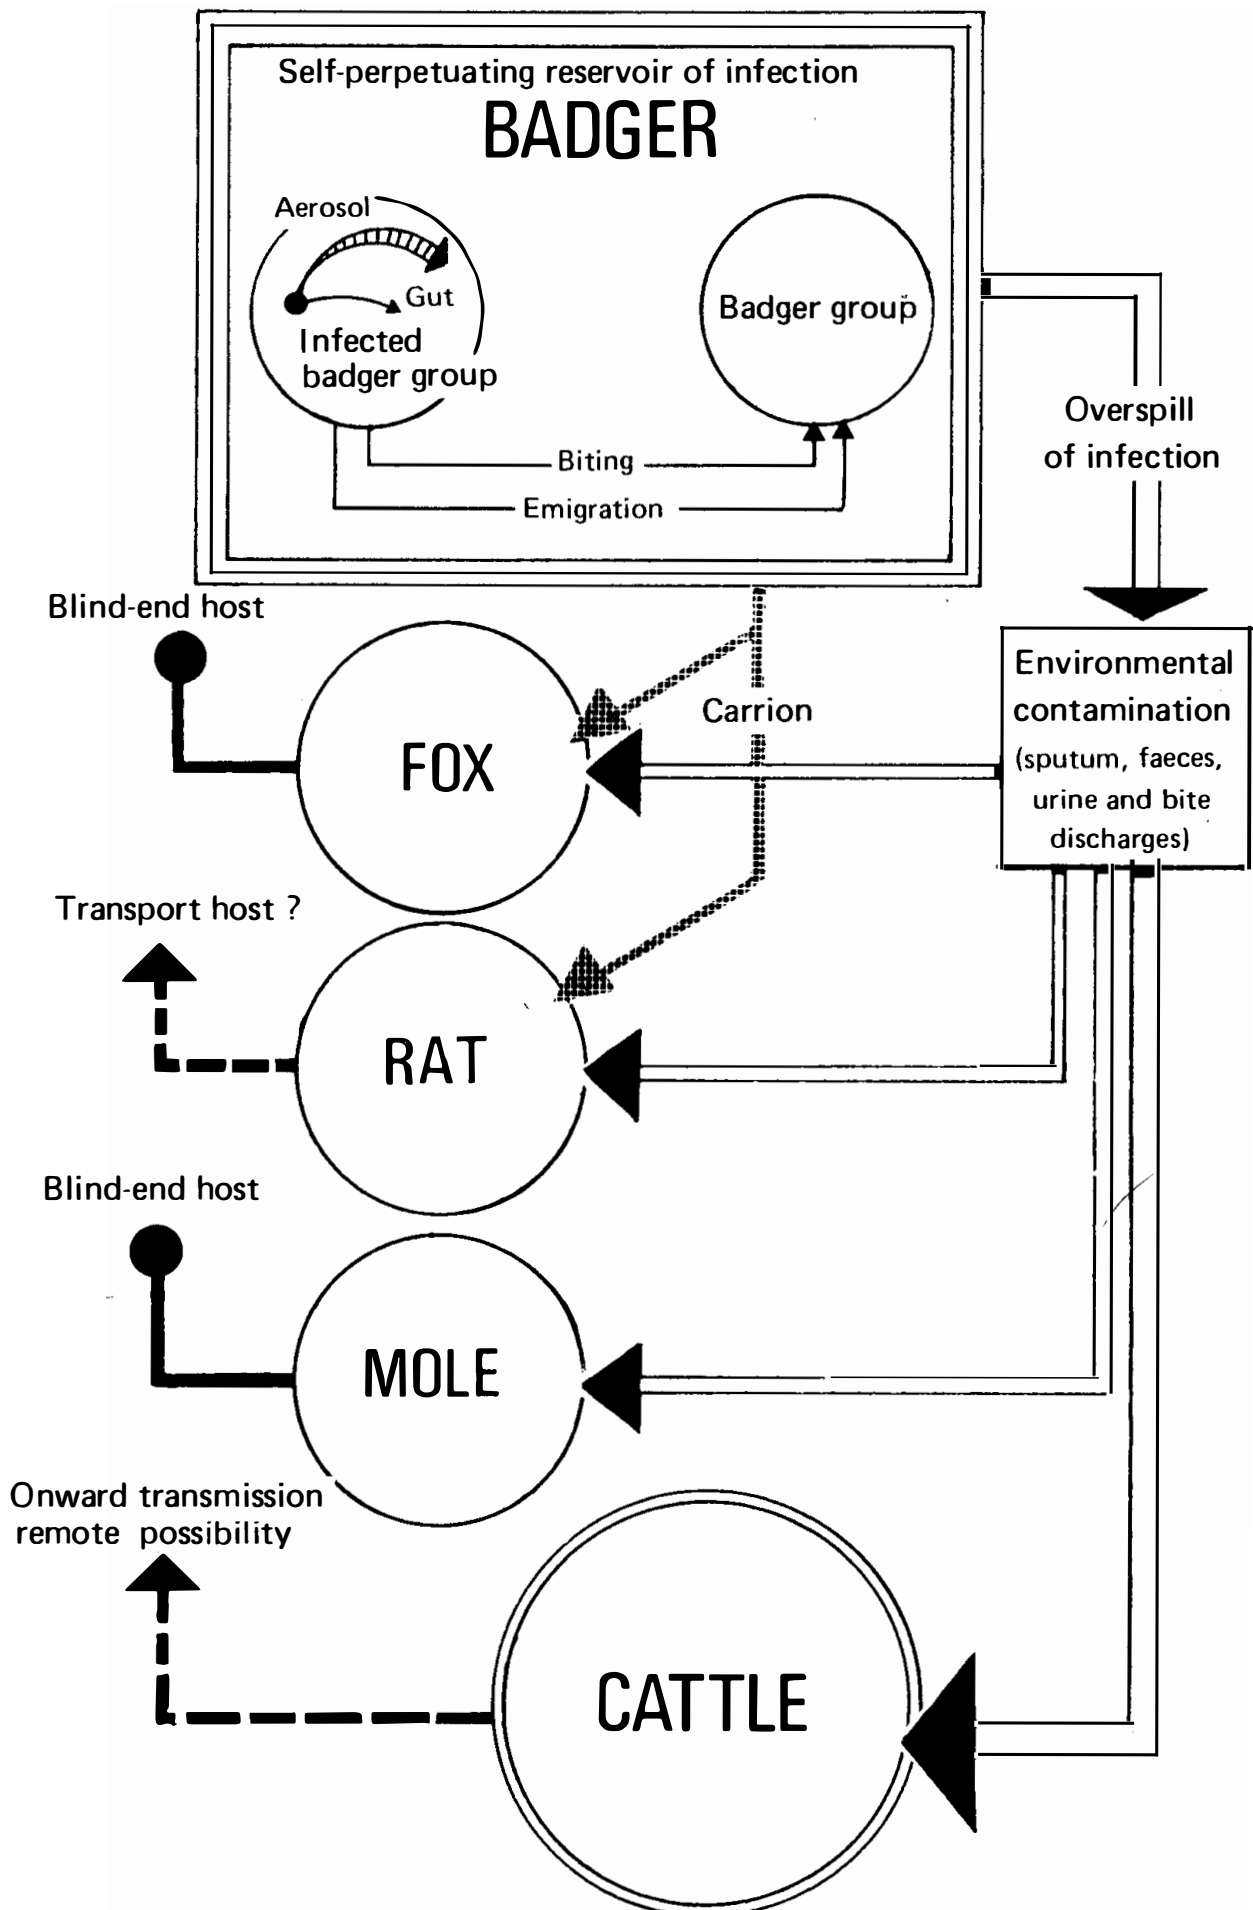 Self-perpetuating reservoir of infection
BADGER
Aerosol
Gut
Infected
badger group
Badger group
Biting
Emigration
Overspill
of infection
Blind-end host
Environmental
contamination
(sputum, faeces,
urine and bite
discharges)
Carrion
FOX
Transport host ?
RAT
Blind-end host
MOLE
Onward transmission
remote possibility
CATTLE